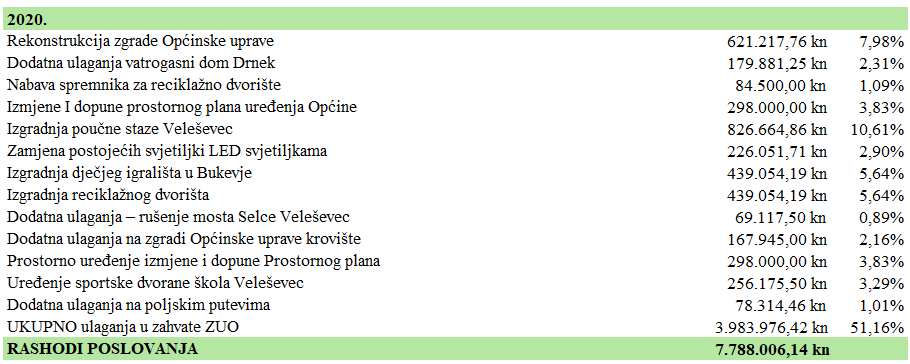 2020.
Rekonstrukcija zgrade Općinske uprave 621.217,76 kn 7,98%
Dodatna ulaganja vatrogasni dom Drnek 179.881,25 kn 2,31%
Nabava spremnika za reciklažno dvorište 84.500,00 kn 1,09%
Izmjene I dopune prostornog plana uređenja Općine 298.000,00 kn 3,83%
Izgradnja poučne staze Veleševec 826.664,86 kn 10,61%
Zamjena postojećih svjetiljki LED svjetiljkama 226.051,71 kn 2,90%
Izgradnja dječjeg igrališta u Bukevje 439.054,19 kn 5,64%
Izgradnja reciklažnog dvorišta 439.054,19 kn 5,64%
Dodatna ulaganja – rušenje mosta Selce Veleševec 69.117,50 kn 0,89%
Dodatna ulaganja na zgradi Općinske uprave krovište 167.945,00 kn 2,16%
Prostorno uređenje izmjene i dopune Prostornog plana 298.000,00 kn 3,83%
Uređenje sportske dvorane škola Veleševec 256.175,50 kn 3,29%
Dodatna ulaganja na poljskim putevima 78.314,46 kn 1,01%
UKUPNO ulaganja u zahvate ZUO 3.983.976,42 kn 51,16%
RASHODI POSLOVANJA 7.788.006,14 kn